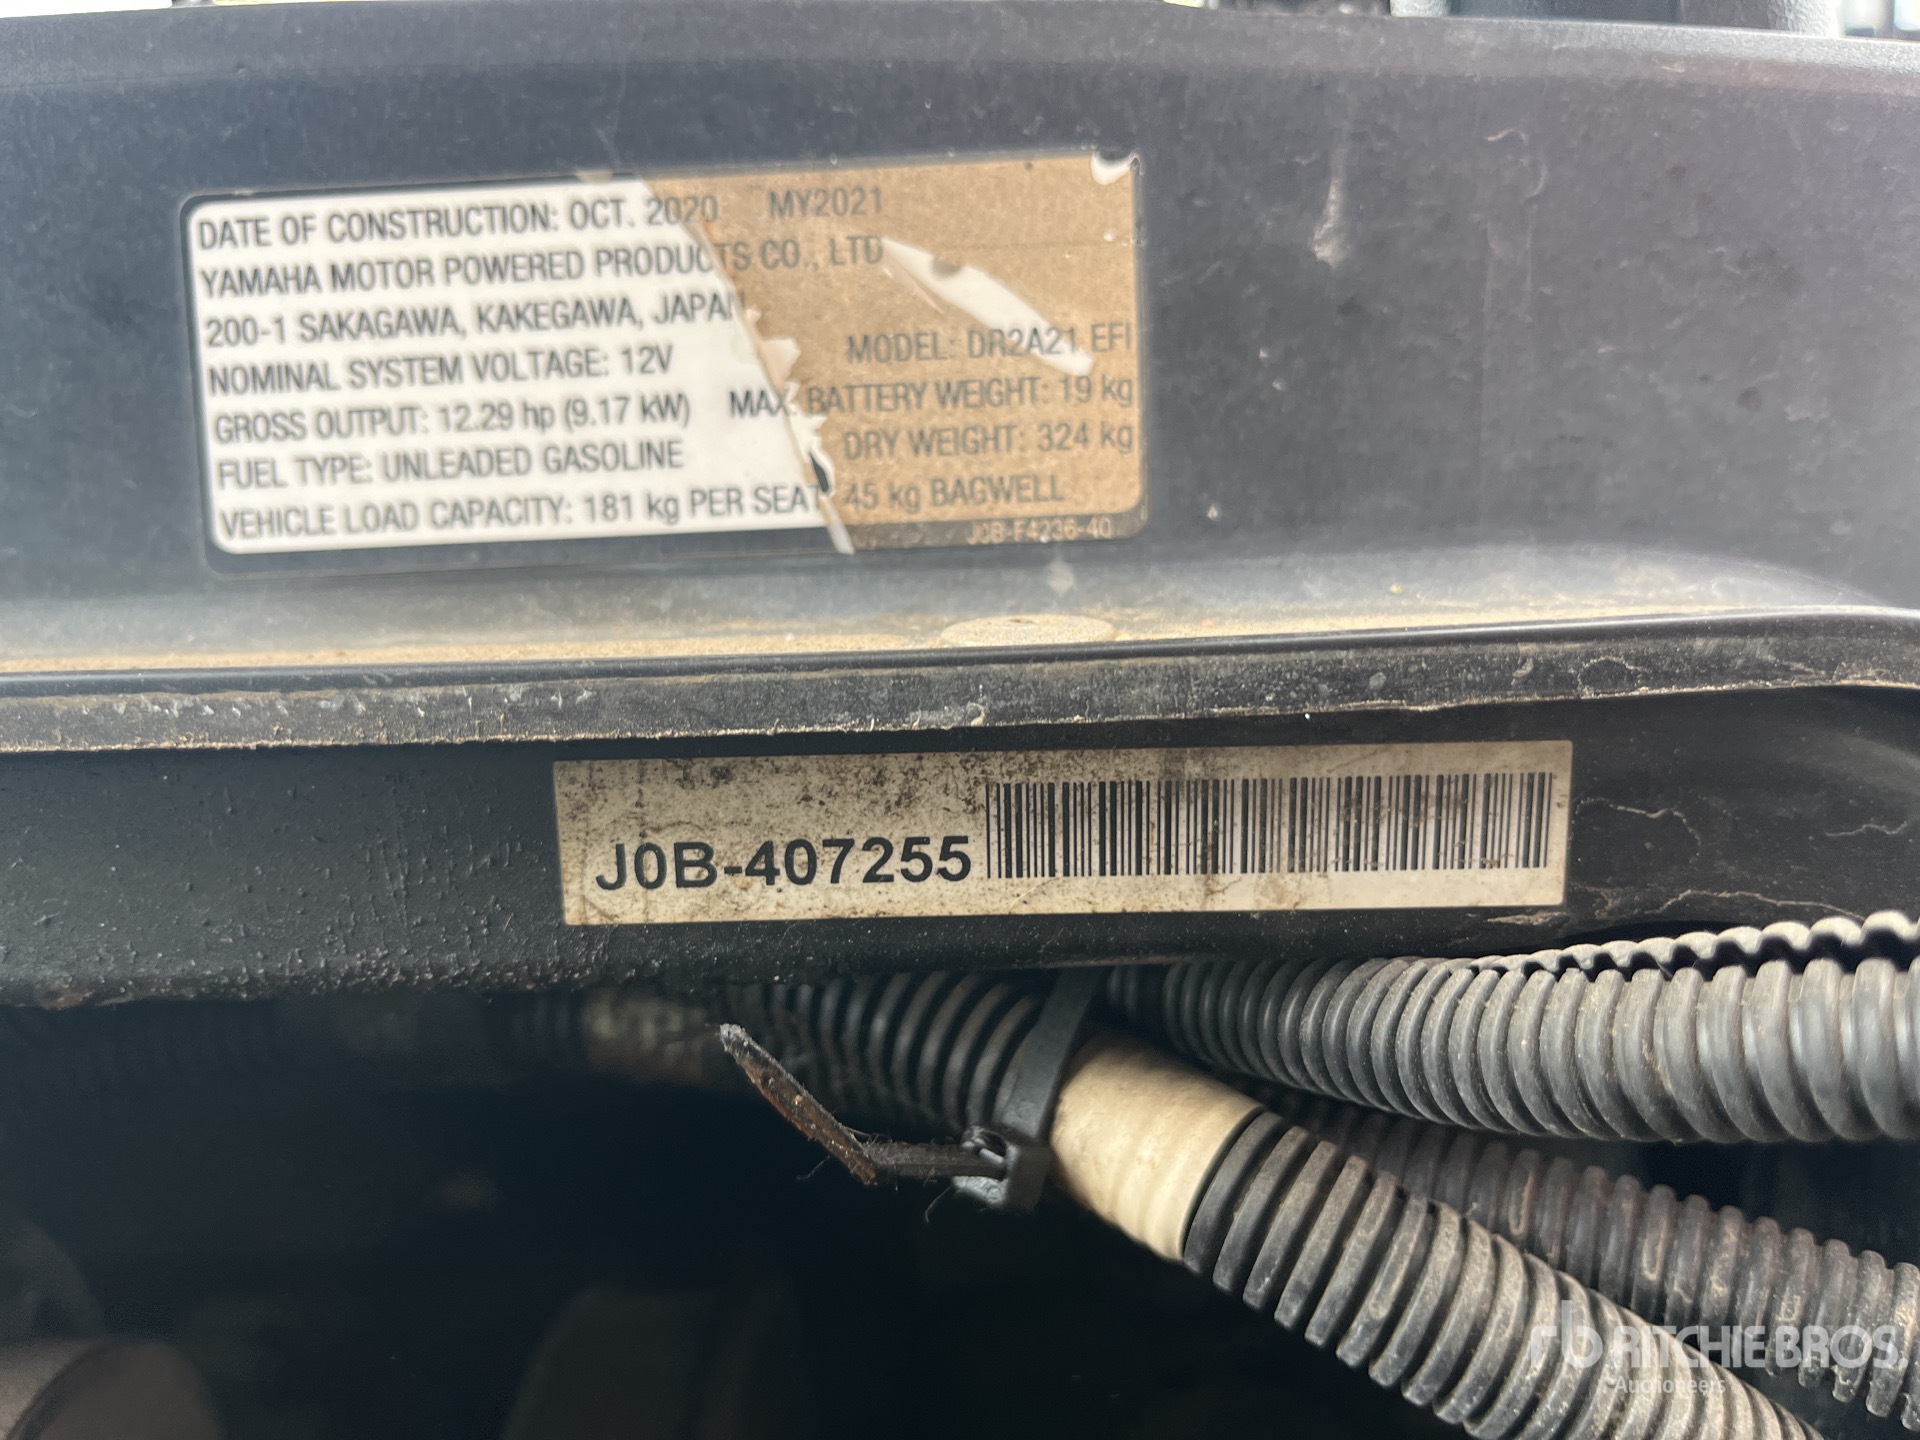 DATE OF CONSTRUCTION: OCT. 2020 MY2021
YAMAHA MOTOR POWERED PRODUCTS CO., LTD
200-1 SAKAGAWA, KAKEGAWA, JAPAN
NOMINAL SYSTEM VOLTAGE: 12V MODEL: DR2A21 EFI
GROSS OUTPUT: 12.29 hp (9.17 kW) MAX. BATTERY WEIGHT: 19 kg
FUEL TYPE: UNLEADED GASOLINE DRY WEIGHT: 324 kg
VEHICLE LOAD CAPACITY: 181 kg PER SEAT 45 kg BAGWELL
J0B-F4236-40
J0B-407255
rb RITCHIE BROS
Auctioneers